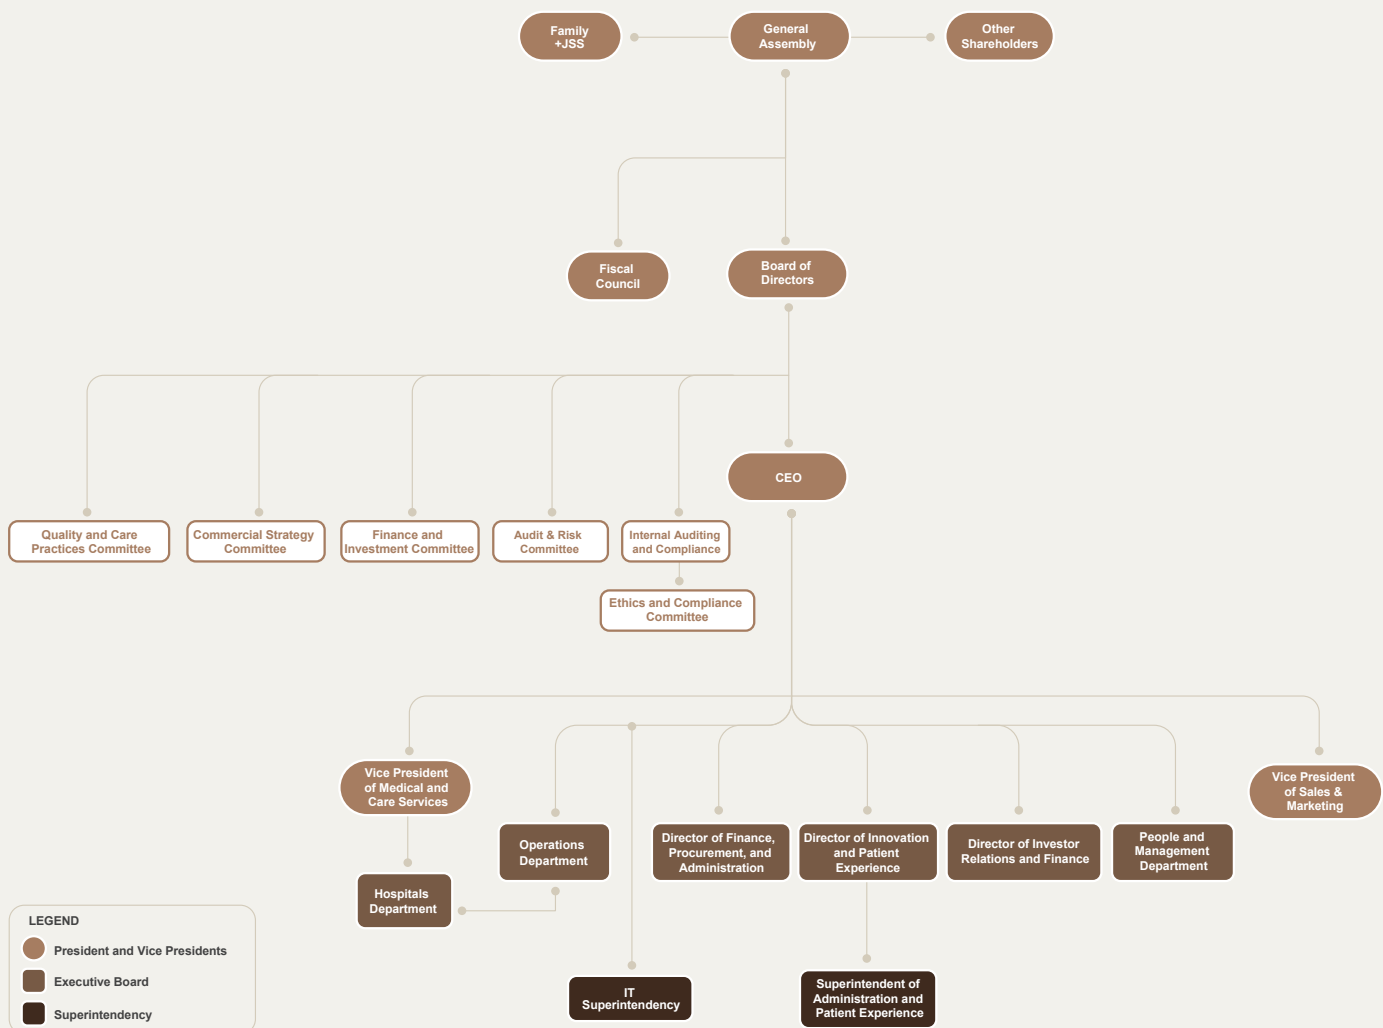 Family
+JSS
General
Assembly
Other
Shareholders
Fiscal
Council
Board of
Directors
CEO
Quality and Care
Practices Committee
Commercial Strategy
Committee
Finance and
Investment Committee
Audit & Risk
Committee
Internal Auditing
and Compliance
Ethics and Compliance
Committee
Vice President
of Medical and
Care Services
Vice President
of Sales &
Marketing
Operations
Department
Director of Finance,
Procurement, and
Administration
Director of Innovation
and Patient
Experience
Director of Investor
Relations and Finance
People and
Management
Department
Hospitals
Department
IT
Superintendency
Superintendent of
Administration and
Patient Experience
LEGEND
President and Vice Presidents
Executive Board
Superintendency